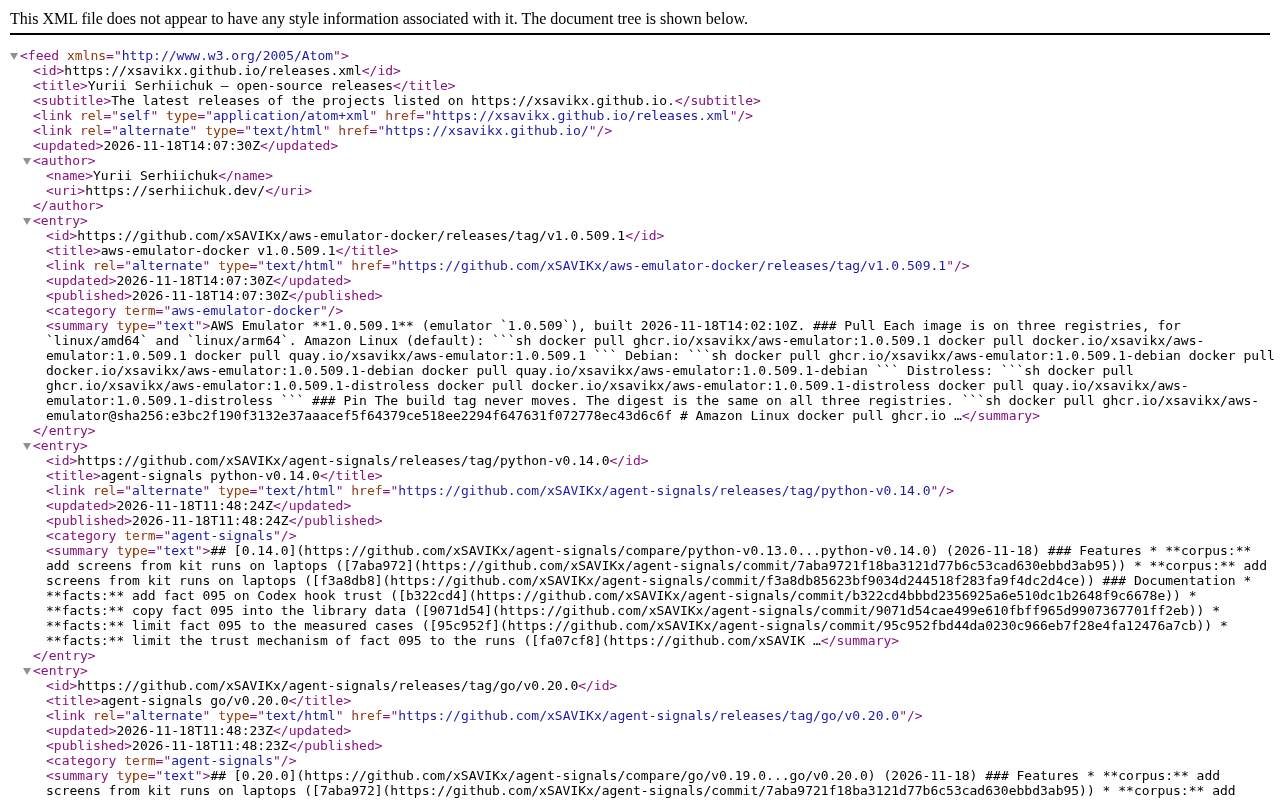 This XML file does not appear to have any style information associated with it. The document tree is shown below.
<feed xmlns="http://www.w3.org/2005/Atom">
<id>https://xsavikx.github.io/releases.xml</id>
<title>Yurii Serhiichuk — open-source releases</title>
<subtitle>The latest releases of the projects listed on https://xsavikx.github.io.</subtitle>
<link rel="self" type="application/atom+xml" href="https://xsavikx.github.io/releases.xml"/>
<link rel="alternate" type="text/html" href="https://xsavikx.github.io/"/>
<updated>2026-11-18T14:07:30Z</updated>
<author>
<name>Yurii Serhiichuk</name>
<uri>https://serhiichuk.dev/</uri>
</author>
<entry>
<id>https://github.com/xSAVIKx/aws-emulator-docker/releases/tag/v1.0.509.1</id>
<title>aws-emulator-docker v1.0.509.1</title>
<link rel="alternate" type="text/html" href="https://github.com/xSAVIKx/aws-emulator-docker/releases/tag/v1.0.509.1"/>
<updated>2026-11-18T14:07:30Z</updated>
<published>2026-11-18T14:07:30Z</published>
<category term="aws-emulator-docker"/>
<summary type="text">AWS Emulator **1.0.509.1** (emulator `1.0.509`), built 2026-11-18T14:02:10Z. ### Pull Each image is on three registries, for
`linux/amd64` and `linux/arm64`. Amazon Linux (default): ```sh docker pull ghcr.io/xsavikx/aws-emulator:1.0.509.1 docker pull docker.io/xsavikx/aws-
emulator:1.0.509.1 docker pull quay.io/xsavikx/aws-emulator:1.0.509.1 ``` Debian: ```sh docker pull ghcr.io/xsavikx/aws-emulator:1.0.509.1-debian docker pull
docker.io/xsavikx/aws-emulator:1.0.509.1-debian docker pull quay.io/xsavikx/aws-emulator:1.0.509.1-debian ``` Distroless: ```sh docker pull
ghcr.io/xsavikx/aws-emulator:1.0.509.1-distroless docker pull docker.io/xsavikx/aws-emulator:1.0.509.1-distroless docker pull quay.io/xsavikx/aws-
emulator:1.0.509.1-distroless ``` ### Pin The build tag never moves. The digest is the same on all three registries. ```sh docker pull ghcr.io/xsavikx/aws-
emulator@sha256:e3bc2f190f3132e37aaacef5f64379ce518ee2294f647631f072778ec43d6c6f # Amazon Linux docker pull ghcr.io …</summary>
</entry>
<entry>
<id>https://github.com/xSAVIKx/agent-signals/releases/tag/python-v0.14.0</id>
<title>agent-signals python-v0.14.0</title>
<link rel="alternate" type="text/html" href="https://github.com/xSAVIKx/agent-signals/releases/tag/python-v0.14.0"/>
<updated>2026-11-18T11:48:24Z</updated>
<published>2026-11-18T11:48:24Z</published>
<category term="agent-signals"/>
<summary type="text">## [0.14.0](https://github.com/xSAVIKx/agent-signals/compare/python-v0.13.0...python-v0.14.0) (2026-11-18) ### Features * **corpus:**
add screens from kit runs on laptops ([7aba972](https://github.com/xSAVIKx/agent-signals/commit/7aba9721f18ba3121d77b6c53cad630ebbd3ab95)) * **corpus:** add
screens from kit runs on laptops ([f3a8db8](https://github.com/xSAVIKx/agent-signals/commit/f3a8db85623bf9034d244518f283fa9f4dc2d4ce)) ### Documentation *
**facts:** add fact 095 on Codex hook trust ([b322cd4](https://github.com/xSAVIKx/agent-signals/commit/b322cd4bbbd2356925a6e510dc1b2648f9c6678e)) *
**facts:** copy fact 095 into the library data ([9071d54](https://github.com/xSAVIKx/agent-signals/commit/9071d54cae499e610fbff965d9907367701ff2eb)) *
**facts:** limit fact 095 to the measured cases ([95c952f](https://github.com/xSAVIKx/agent-signals/commit/95c952fbd44da0230c966eb7f28e4fa12476a7cb)) *
**facts:** limit the trust mechanism of fact 095 to the runs ([fa07cf8](https://github.com/xSAVIK …</summary>
</entry>
<entry>
<id>https://github.com/xSAVIKx/agent-signals/releases/tag/go/v0.20.0</id>
<title>agent-signals go/v0.20.0</title>
<link rel="alternate" type="text/html" href="https://github.com/xSAVIKx/agent-signals/releases/tag/go/v0.20.0"/>
<updated>2026-11-18T11:48:23Z</updated>
<published>2026-11-18T11:48:23Z</published>
<category term="agent-signals"/>
<summary type="text">## [0.20.0](https://github.com/xSAVIKx/agent-signals/compare/go/v0.19.0...go/v0.20.0) (2026-11-18) ### Features * **corpus:** add
screens from kit runs on laptops ([7aba972](https://github.com/xSAVIKx/agent-signals/commit/7aba9721f18ba3121d77b6c53cad630ebbd3ab95)) * **corpus:** add